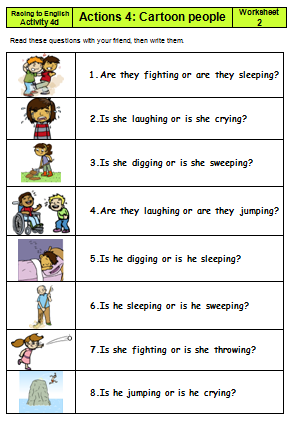 Racing to English
Activity 4d
Actions 4: Cartoon people
Worksheet
2
Read these questions with your friend, then write them.
1.Are they fighting or are they sleeping?
2.Is she laughing or is she crying?
3.Is she digging or is she sweeping?
4.Are they laughing or are they jumping?
5.Is he digging or is he sleeping?
6.Is he sleeping or is he sweeping?
7.Is she fighting or is she throwing?
8.Is he jumping or is he crying?